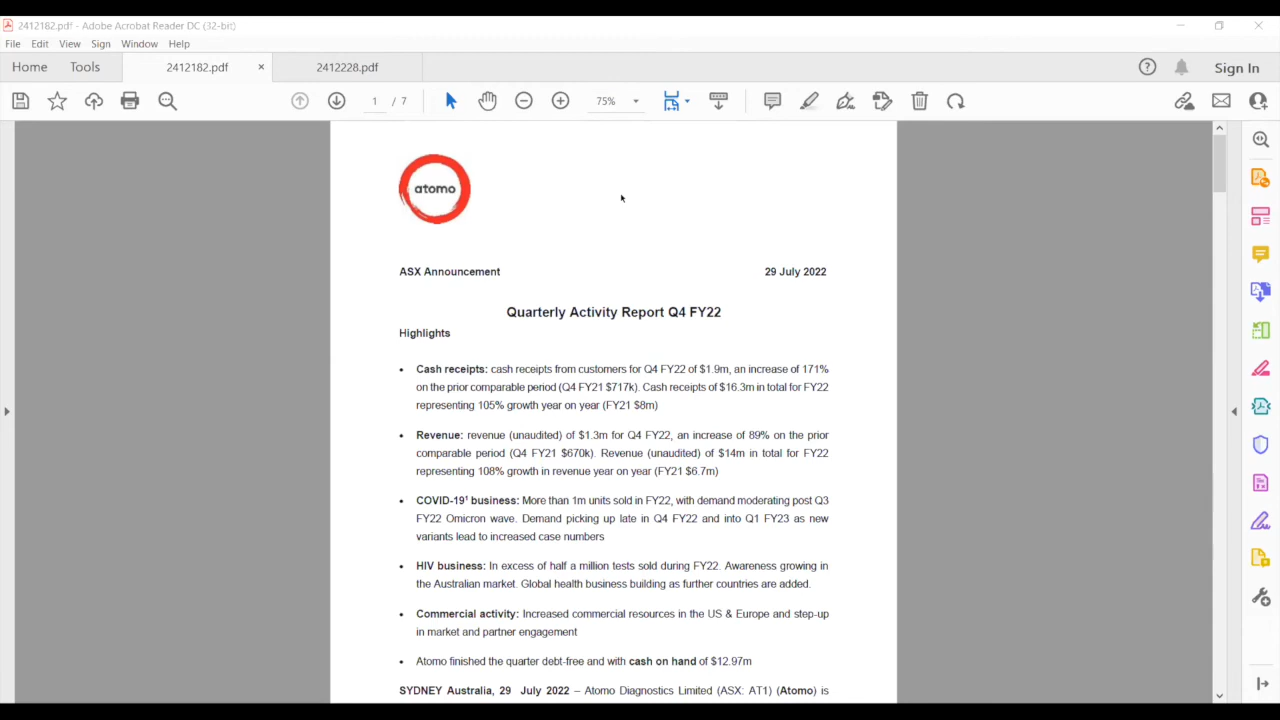 2412182.pdf - Adobe Acrobat Reader DC (32-bit)
File Edit View Sign Window Help
Home Tools 2412182.pdf × 2412228.pdf Sign In
1 / 7 75%
atomo
ASX Announcement 29 July 2022
Quarterly Activity Report Q4 FY22
Highlights
• Cash receipts: cash receipts from customers for Q4 FY22 of $1.9m, an increase of 171%
on the prior comparable period (Q4 FY21 $717k). Cash receipts of $16.3m in total for FY22
representing 105% growth year on year (FY21 $8m)
• Revenue: revenue (unaudited) of $1.3m for Q4 FY22, an increase of 89% on the prior
comparable period (Q4 FY21 $670k). Revenue (unaudited) of $14m in total for FY22
representing 108% growth in revenue year on year (FY21 $6.7m)
• COVID-19¹ business: More than 1m units sold in FY22, with demand moderating post Q3
FY22 Omicron wave. Demand picking up late in Q4 FY22 and into Q1 FY23 as new
variants lead to increased case numbers
• HIV business: In excess of half a million tests sold during FY22. Awareness growing in
the Australian market. Global health business building as further countries are added.
• Commercial activity: Increased commercial resources in the US & Europe and step-up
in market and partner engagement
• Atomo finished the quarter debt-free and with cash on hand of $12.97m
SYDNEY Australia, 29 July 2022 – Atomo Diagnostics Limited (ASX: AT1) (Atomo) is